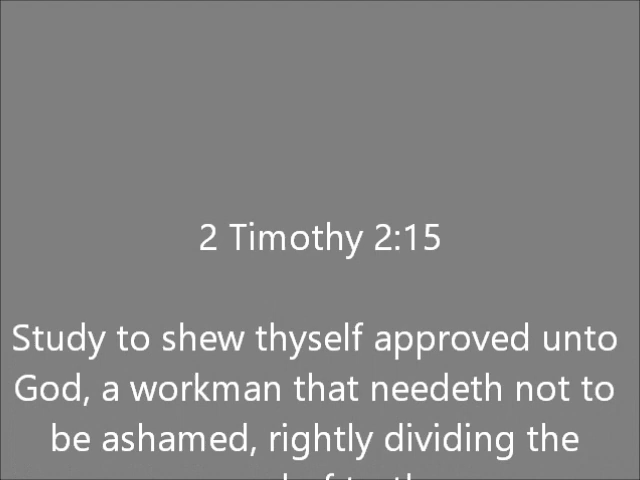 2 Timothy 2:15
Study to shew thyself approved unto
God, a workman that needeth not to
be ashamed, rightly dividing the